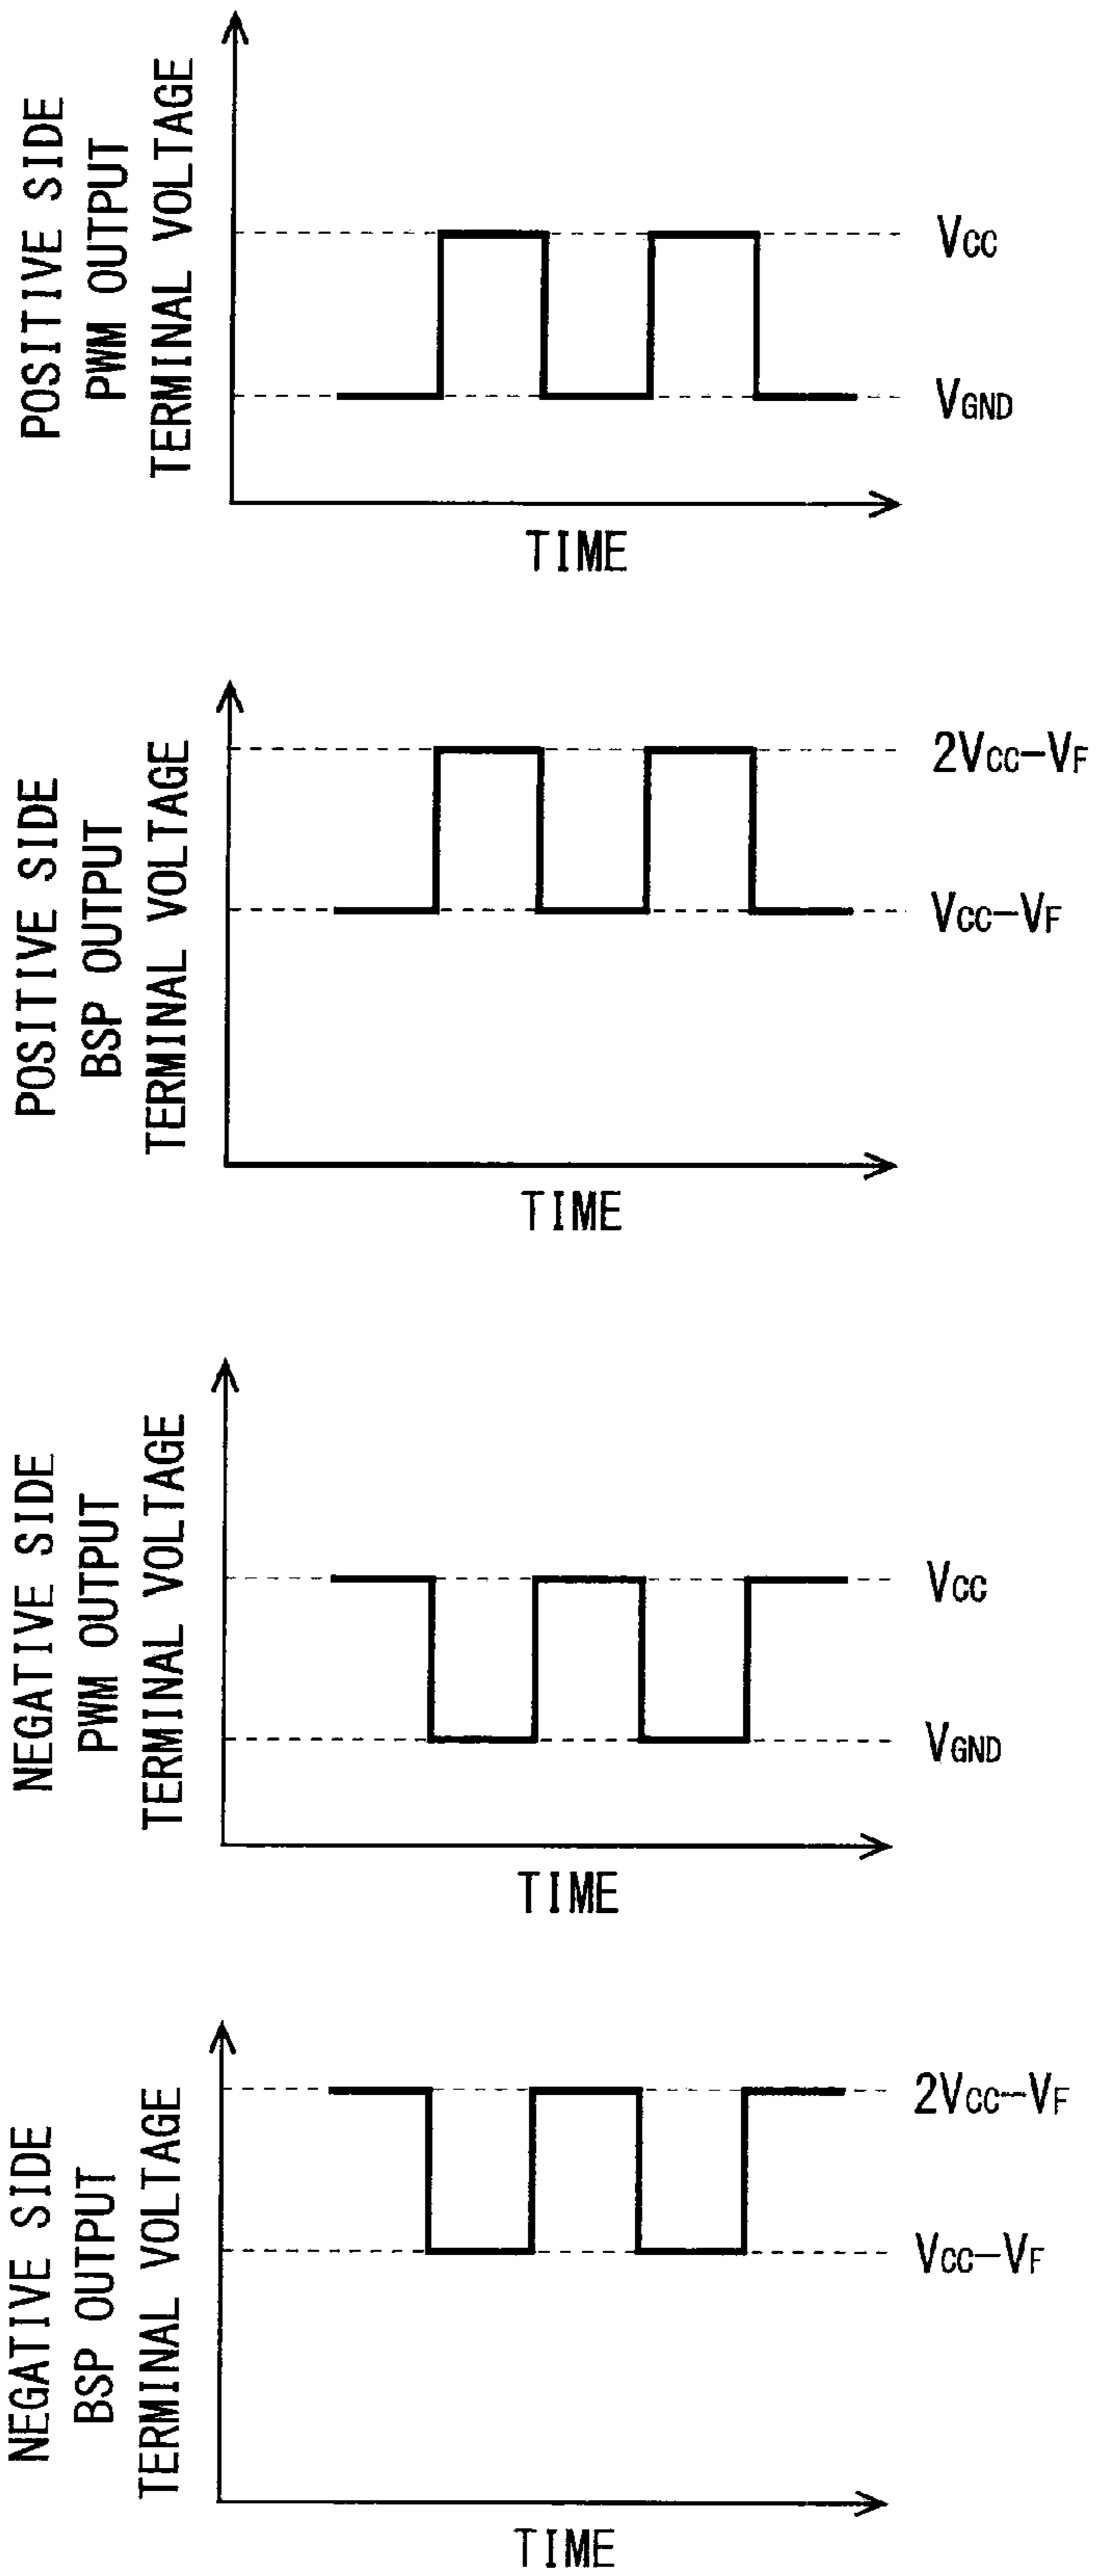 POSITIVE SIDE
PWM OUTPUT
TERMINAL VOLTAGE
VCC
VGND
TIME
POSITIVE SIDE
BSP OUTPUT
TERMINAL VOLTAGE
2VCC−VF
VCC−VF
TIME
NEGATIVE SIDE
PWM OUTPUT
TERMINAL VOLTAGE
VCC
VGND
TIME
NEGATIVE SIDE
BSP OUTPUT
TERMINAL VOLTAGE
2VCC−VF
VCC−VF
TIME